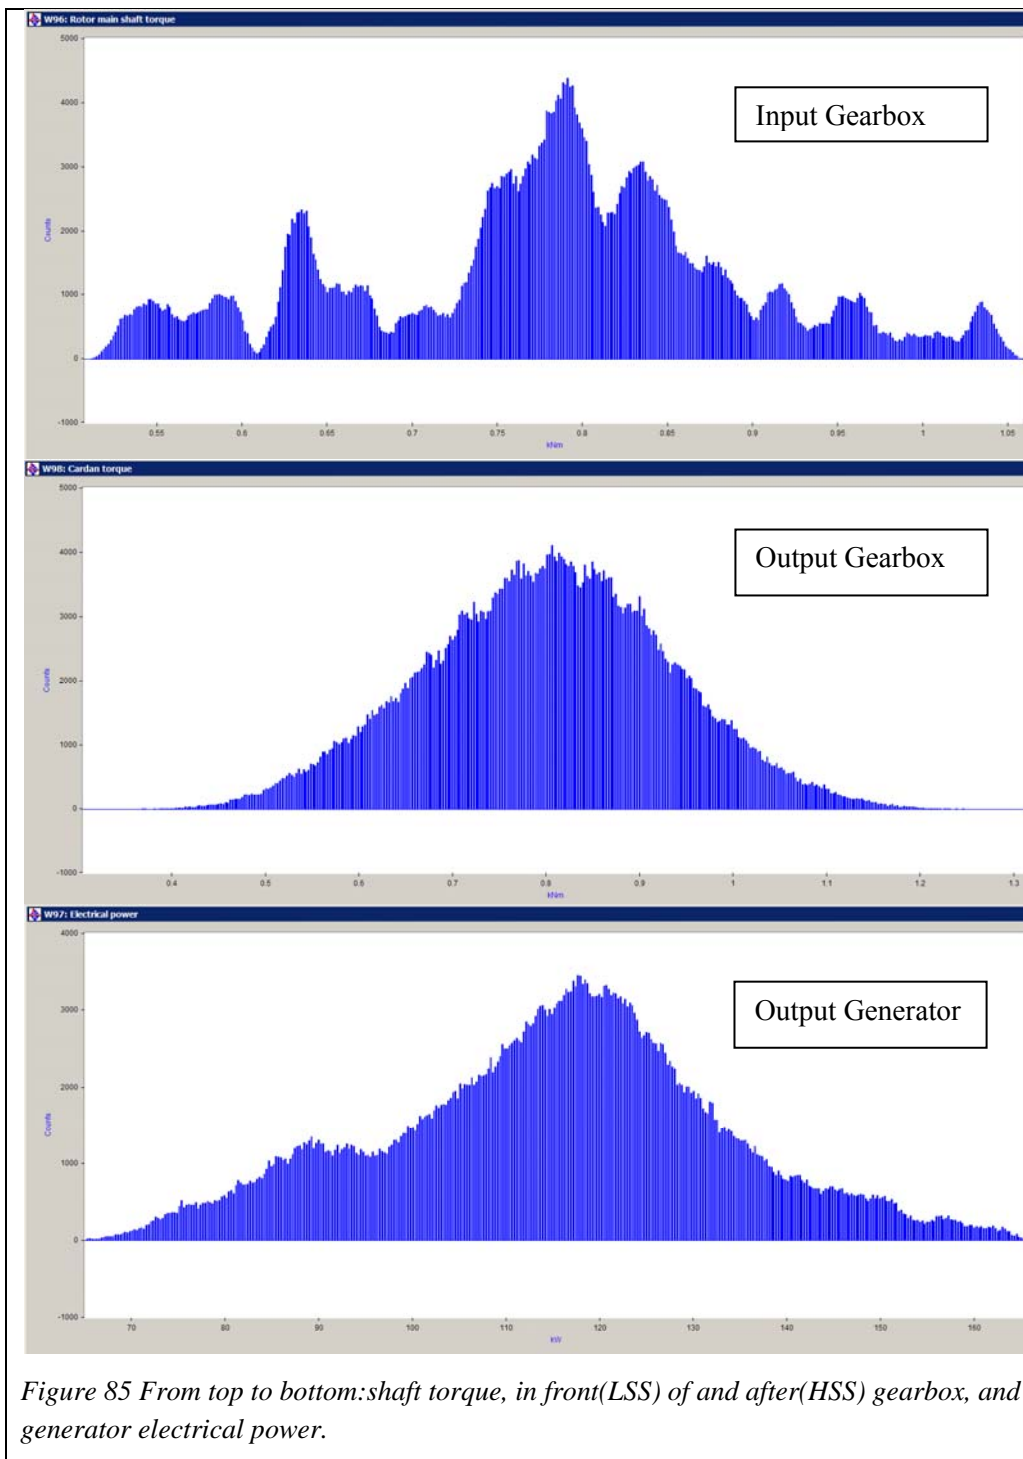 W96: Rotor main shaft torque
5000
4000
3000
2000
1000
0
-1000
Counts
Input Gearbox
0.55 0.6 0.65 0.7 0.75 0.8 0.85 0.9 0.95 1 1.05
kNm
W98: Cardan torque
5000
4000
3000
2000
1000
0
-1000
Counts
Output Gearbox
0.4 0.5 0.6 0.7 0.8 0.9 1 1.1 1.2 1.3
kNm
W97: Electrical power
4000
3000
2000
1000
0
-1000
Counts
Output Generator
70 80 90 100 110 120 130 140 150 160
kW
Figure 85 From top to bottom:shaft torque, in front(LSS) of and after(HSS) gearbox, and
generator electrical power.